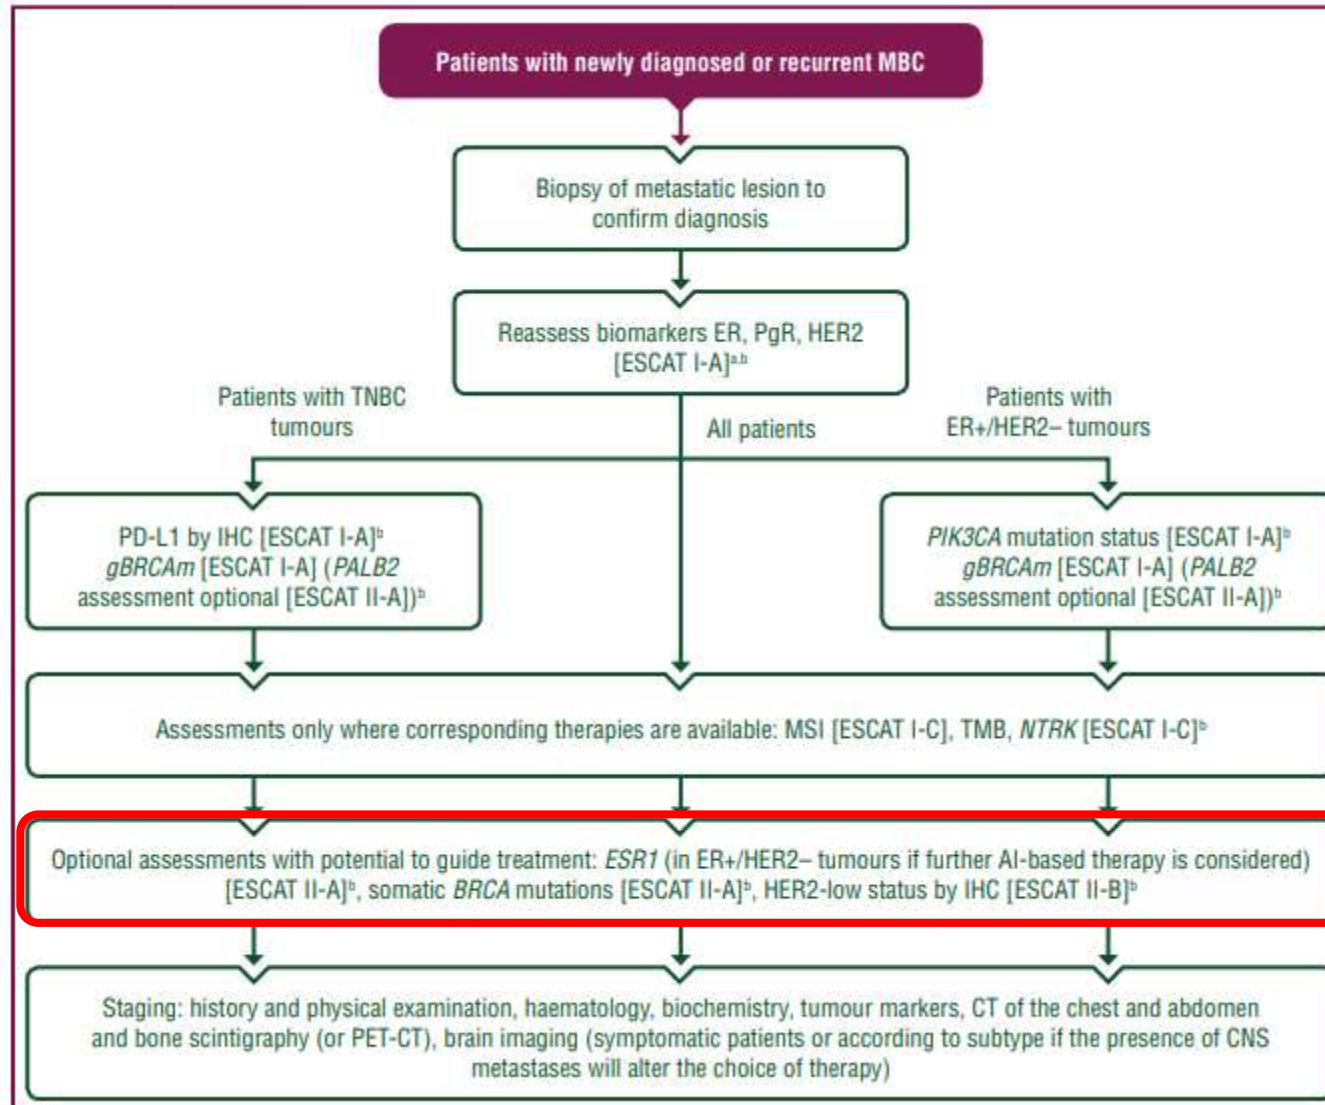 Patients with newly diagnosed or recurrent MBC
Biopsy of metastatic lesion to
confirm diagnosis
Reassess biomarkers ER, PgR, HER2
[ESCAT I-A]a,b
Patients with TNBC
tumours
All patients
Patients with
ER+/HER2– tumours
PD-L1 by IHC [ESCAT I-A]b
gBRCAm [ESCAT I-A] (PALB2
assessment optional [ESCAT II-A])b
PIK3CA mutation status [ESCAT I-A]b
gBRCAm [ESCAT I-A] (PALB2
assessment optional [ESCAT II-A])b
Assessments only where corresponding therapies are available: MSI [ESCAT I-C], TMB, NTRK [ESCAT I-C]b
Optional assessments with potential to guide treatment: ESR1 (in ER+/HER2– tumours if further AI-based therapy is considered)
[ESCAT II-A]b, somatic BRCA mutations [ESCAT II-A]b, HER2-low status by IHC [ESCAT II-B]b
Staging: history and physical examination, haematology, biochemistry, tumour markers, CT of the chest and abdomen
and bone scintigraphy (or PET-CT), brain imaging (symptomatic patients or according to subtype if the presence of CNS
metastases will alter the choice of therapy)